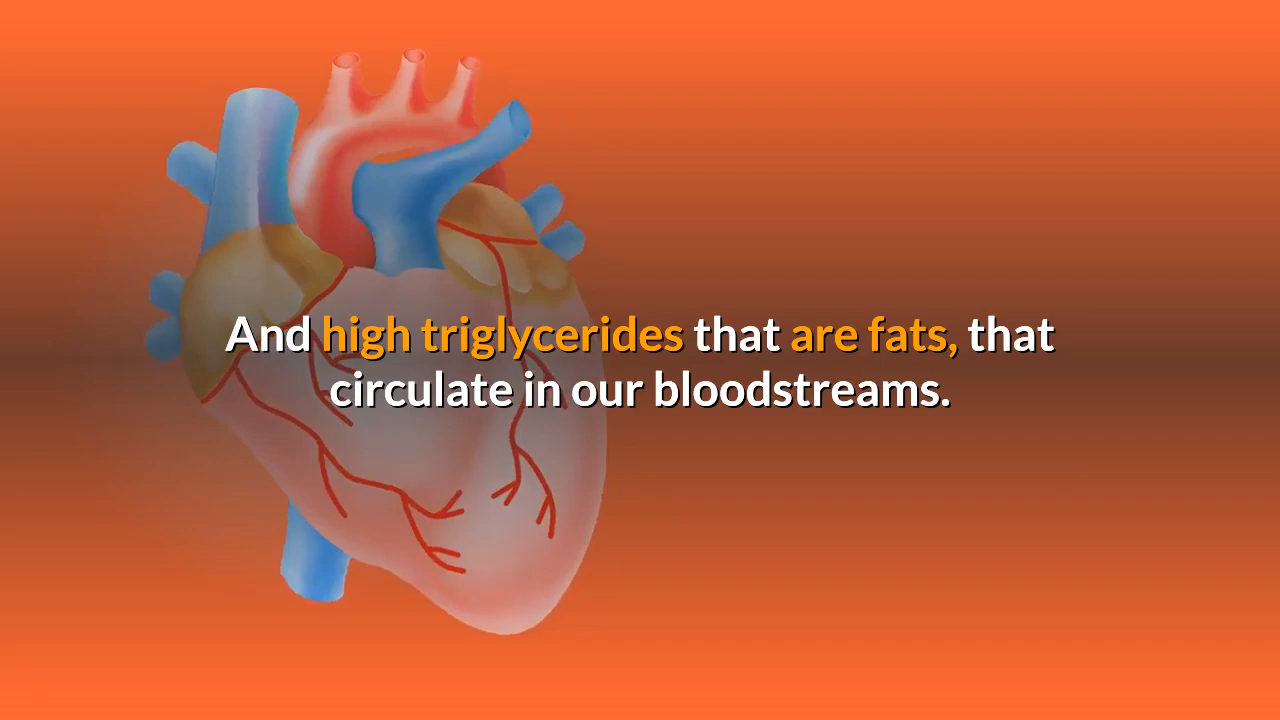 And high triglycerides that are fats, that
circulate in our bloodstreams.